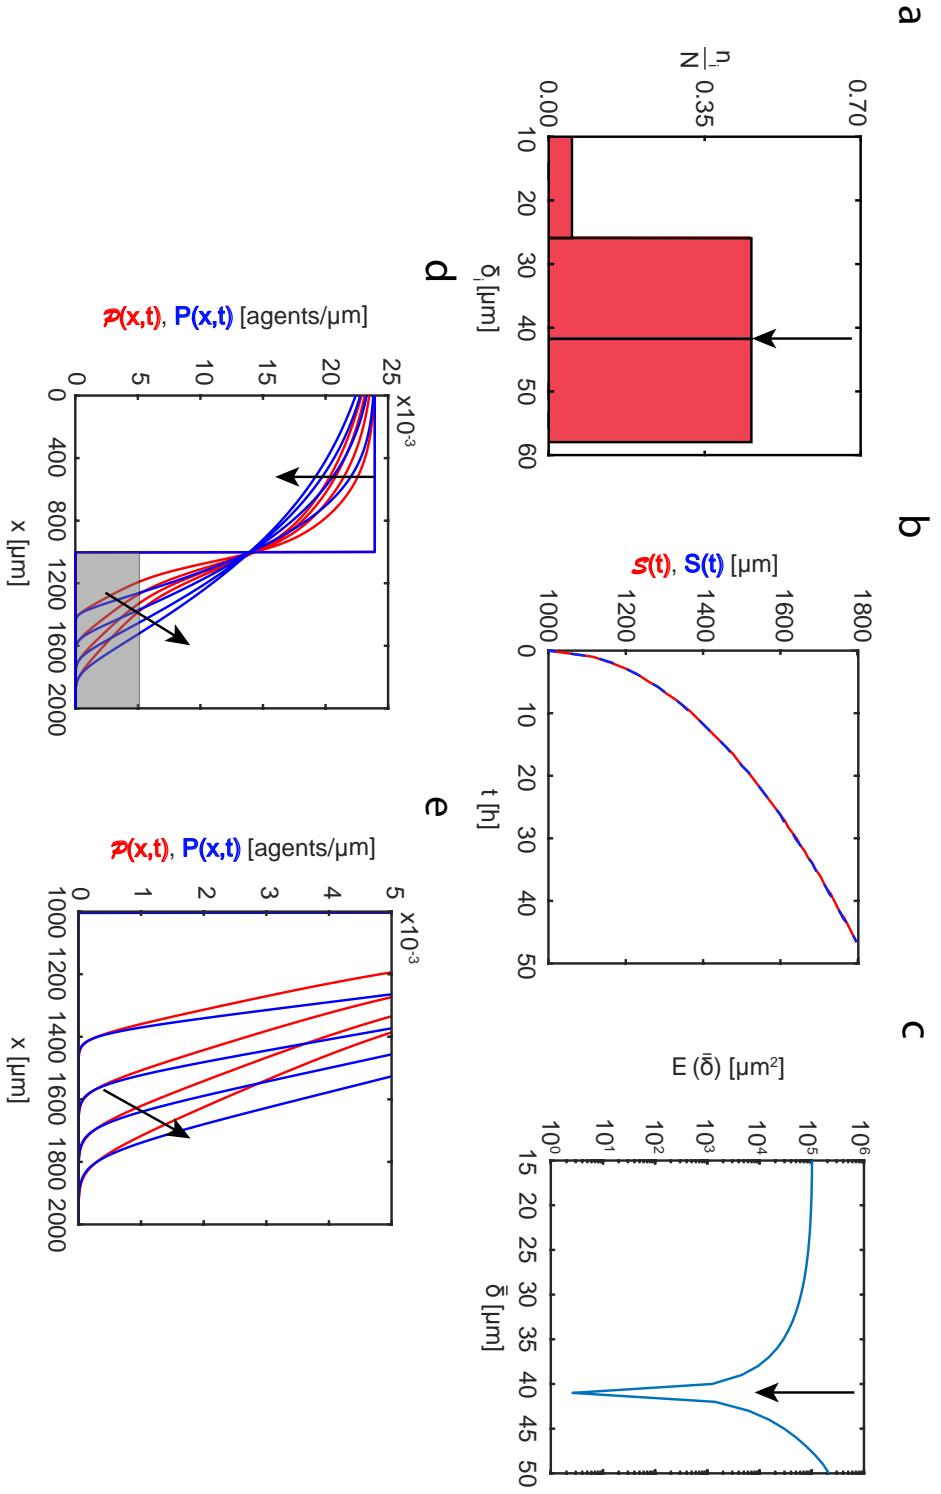 a
n_i
N
0.70
0.35
0.00
10 20 30 40 50 60
δ_i [µm]
b
𝓢(t), S(t) [µm]
1800
1600
1400
1200
1000
0 10 20 30 40 50
t [h]
c
E (δ̄) [µm²]
10⁶
10⁵
10⁴
10³
10²
10¹
10⁰
15 20 25 30 35 40 45 50
δ̄ [µm]
d
𝓟(x,t), P(x,t) [agents/µm]
x10⁻³
25
20
15
10
5
0
0 400 800 1200 1600 2000
x [µm]
e
𝓟(x,t), P(x,t) [agents/µm]
x10⁻³
5
4
3
2
1
0
1000 1200 1400 1600 1800 2000
x [µm]